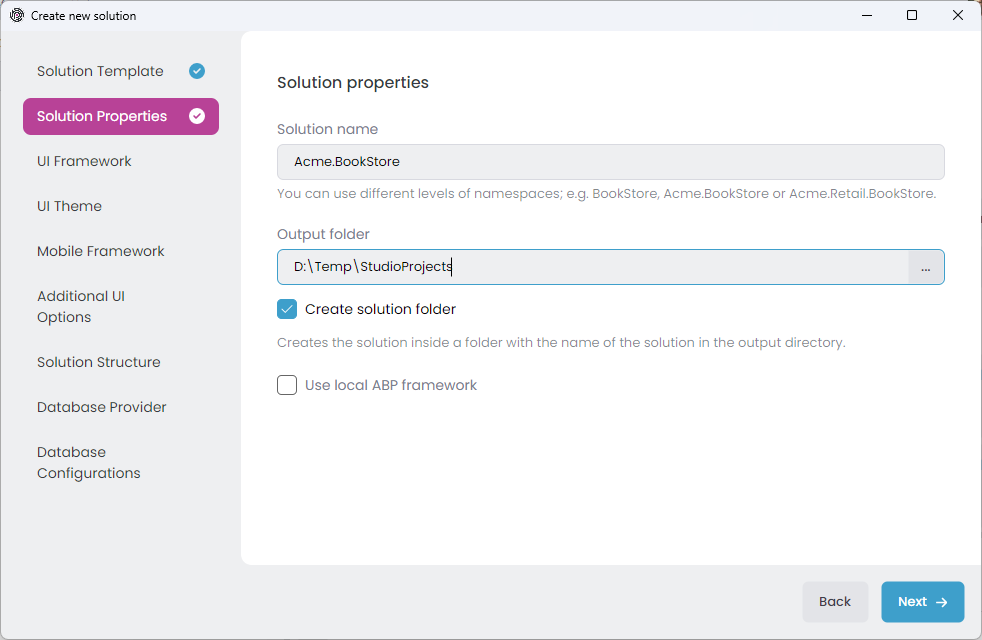 Create new solution
Solution Template
Solution Properties
UI Framework
UI Theme
Mobile Framework
Additional UI
Options
Solution Structure
Database Provider
Database
Configurations
Solution properties
Solution name
Acme.BookStore
You can use different levels of namespaces; e.g. BookStore, Acme.BookStore or Acme.Retail.BookStore.
Output folder
D:\Temp\StudioProjects
...
Create solution folder
Creates the solution inside a folder with the name of the solution in the output directory.
Use local ABP framework
Back
Next →